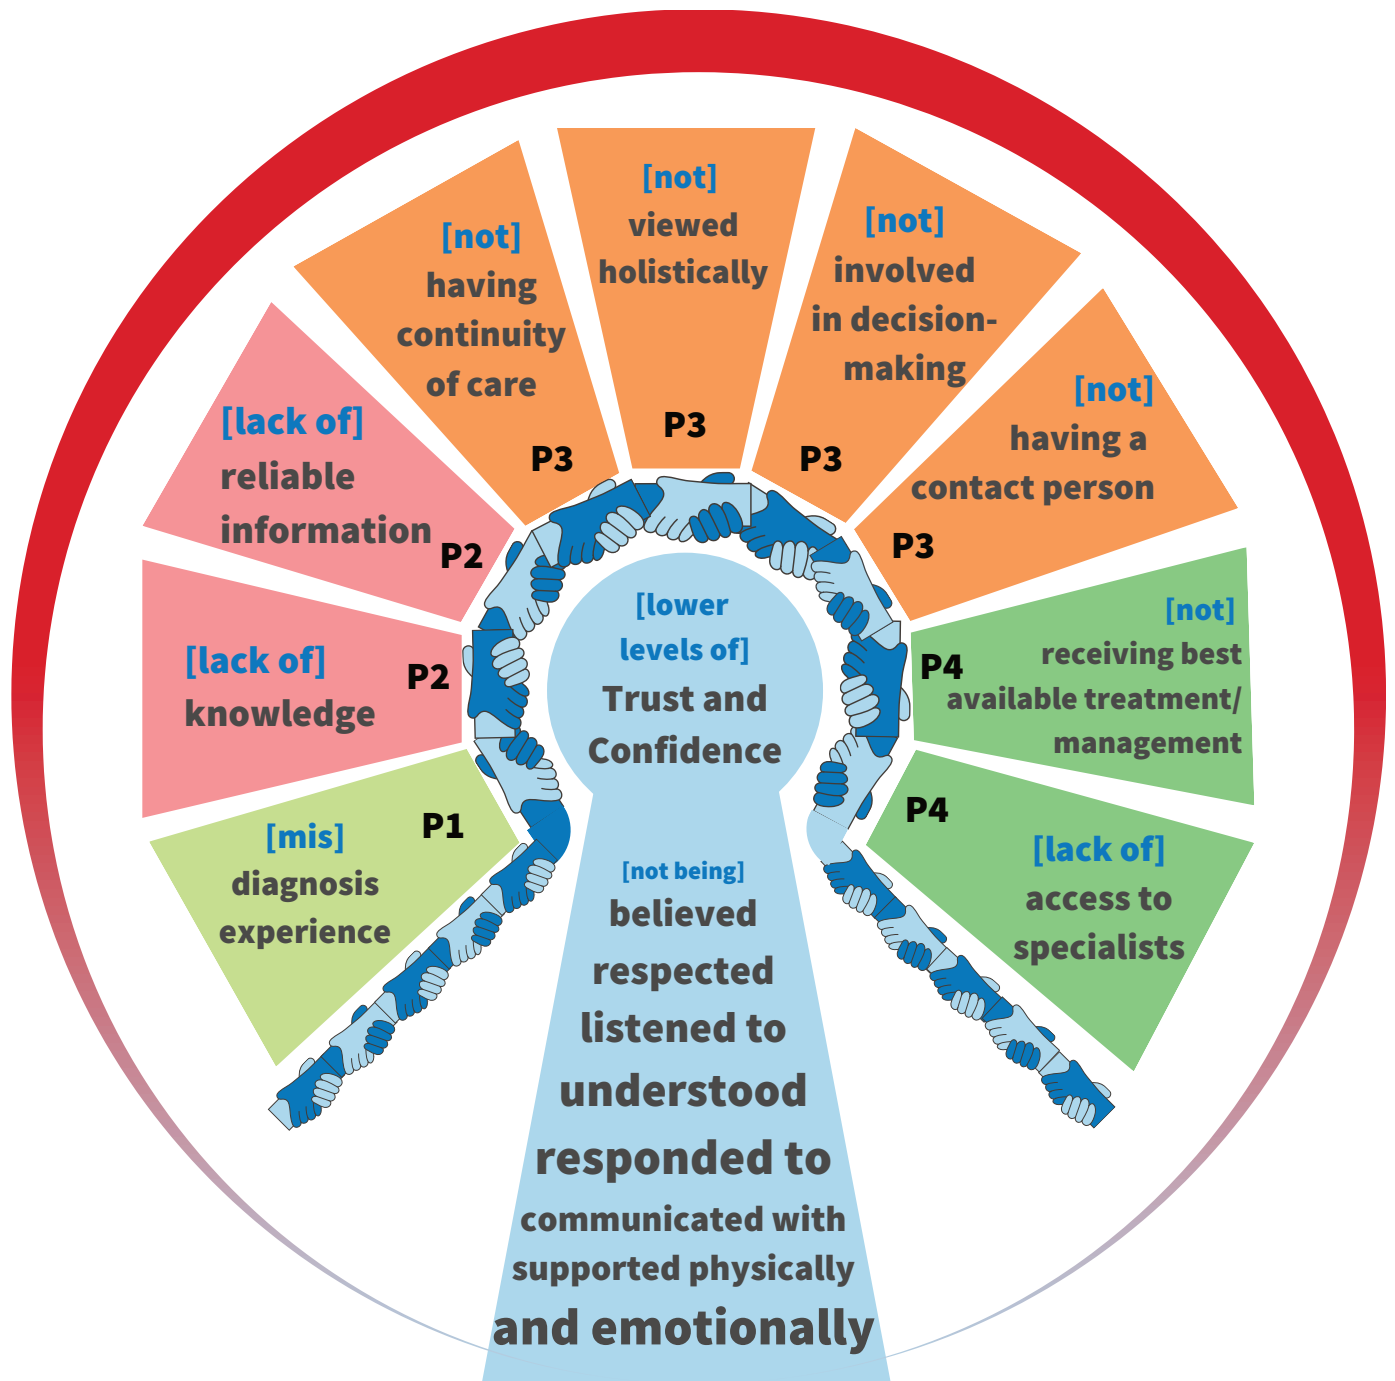 [mis]
diagnosis
experience
P1
[lack of]
knowledge
P2
[lack of]
reliable
information
P2
[not]
having
continuity
of care
P3
[not]
viewed
holistically
P3
[not]
involved
in decision-
making
P3
[not]
having a
contact person
P3
[not]
receiving best
available treatment/
management
P4
[lack of]
access to
specialists
P4
[lower
levels of]
Trust and
Confidence
[not being]
believed
respected
listened to
understood
responded to
communicated with
supported physically
and emotionally